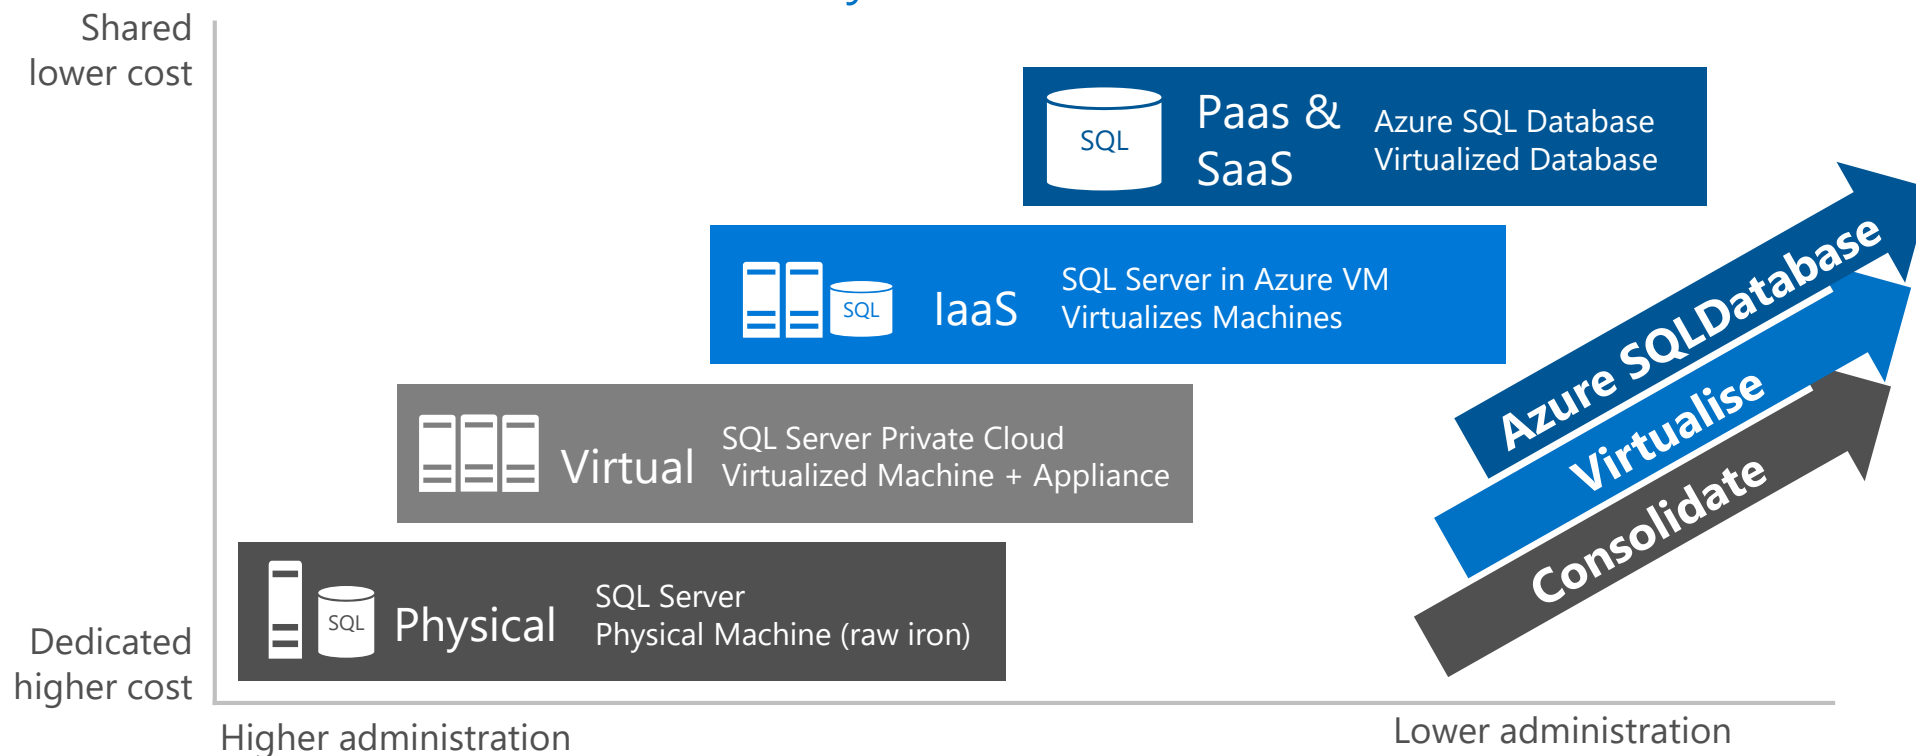 Shared
lower cost
SQL
Paas &
SaaS
Azure SQL Database
Virtualized Database
SQL
IaaS
SQL Server in Azure VM
Virtualizes Machines
Virtual
SQL Server Private Cloud
Virtualized Machine + Appliance
SQL
Physical
SQL Server
Physical Machine (raw iron)
Azure SQLDatabase
Virtualise
Consolidate
Dedicated
higher cost
Higher administration
Lower administration